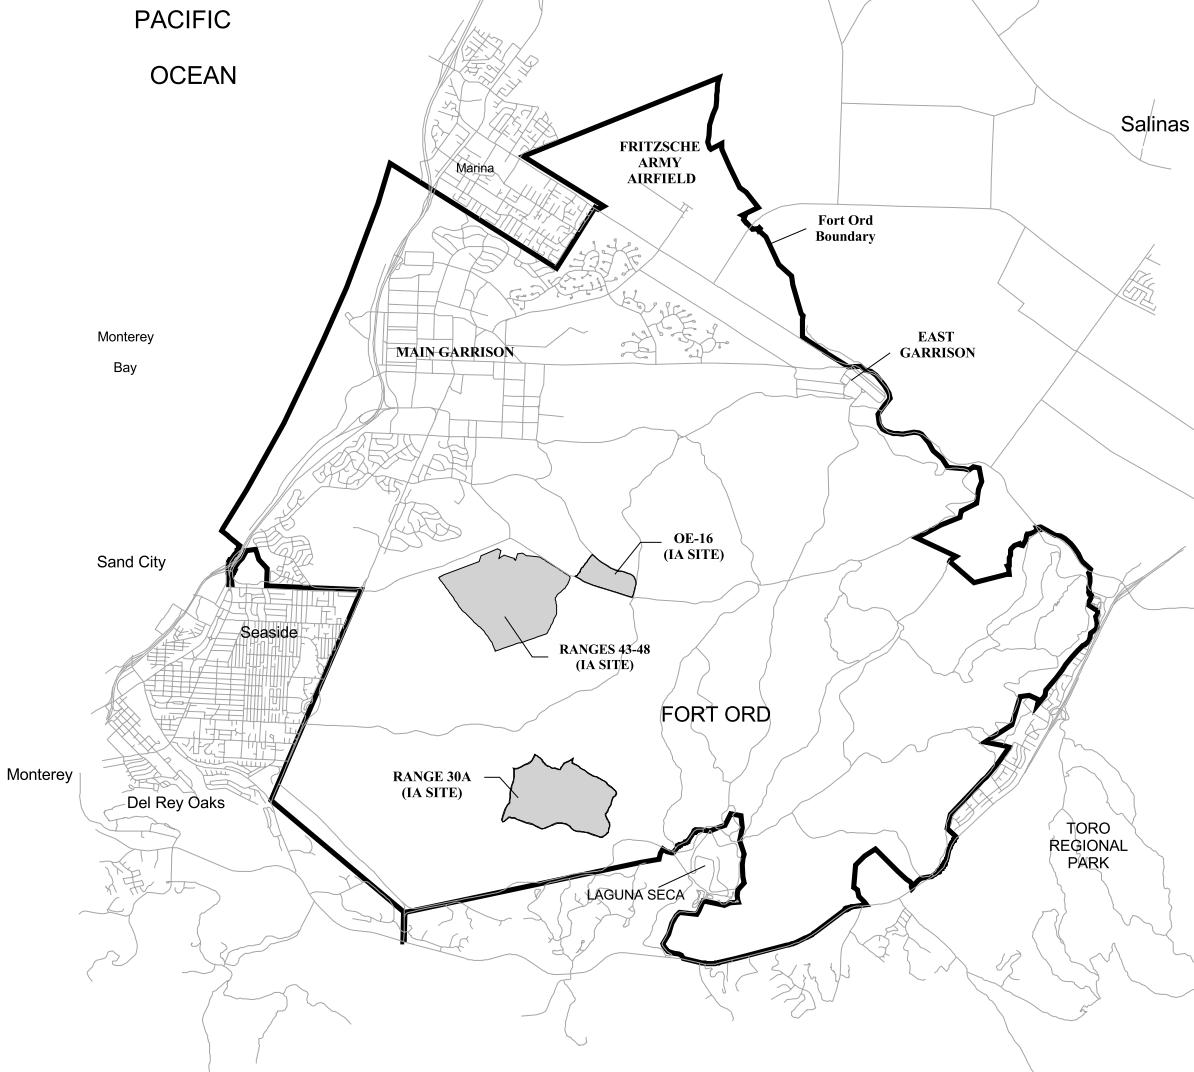 PACIFIC
OCEAN
Salinas
FRITZSCHE
ARMY
AIRFIELD
Marina
Fort Ord
Boundary
Monterey
Bay
EAST
GARRISON
MAIN GARRISON
OE-16
(IA SITE)
Sand City
Seaside
RANGES 43-48
(IA SITE)
FORT ORD
Monterey
RANGE 30A
(IA SITE)
Del Rey Oaks
TORO
REGIONAL
PARK
LAGUNA SECA